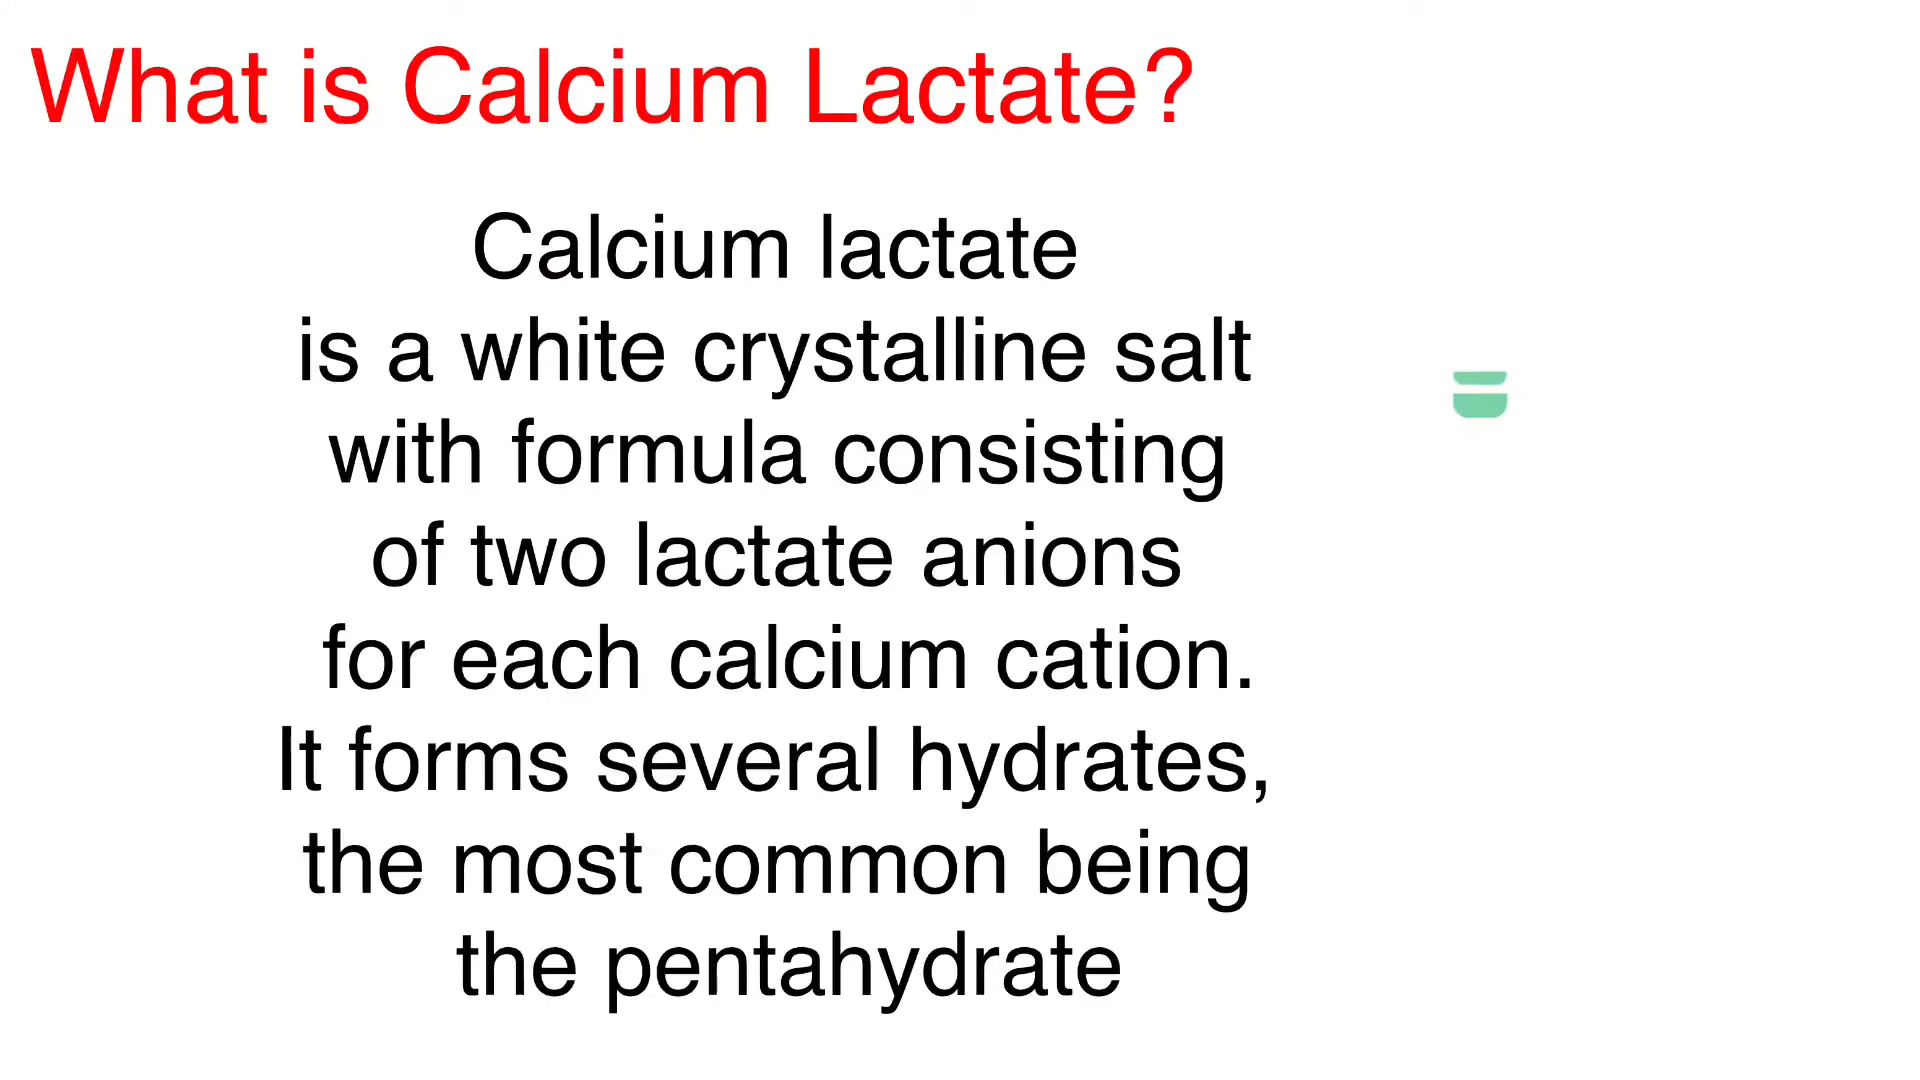 What is Calcium Lactate?
Calcium lactate
is a white crystalline salt
with formula consisting
of two lactate anions
for each calcium cation.
It forms several hydrates,
the most common being
the pentahydrate